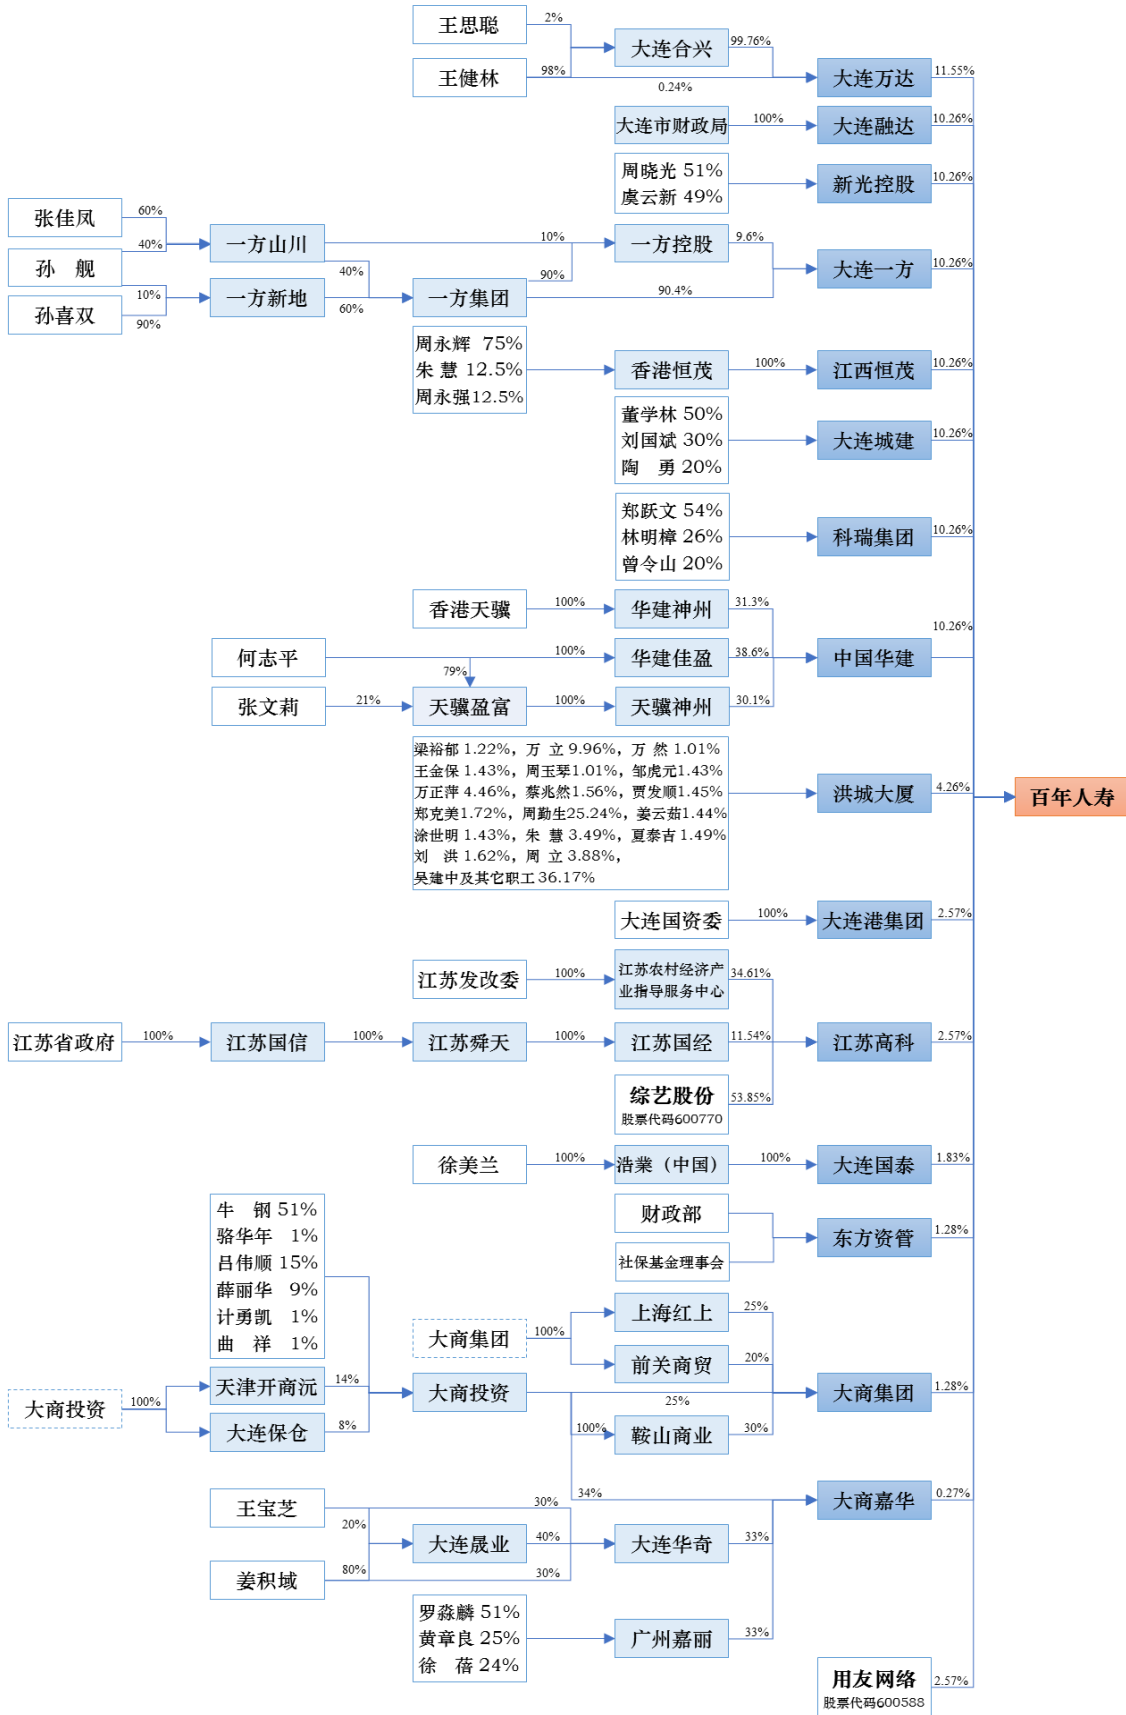 王思聪
2%
大连合兴
99.76%
王健林
98%
0.24%
大连万达
11.55%
大连市财政局
100%
大连融达
10.26%
周晓光 51%
虞云新 49%
新光控股
10.26%
张佳凤
60%
孙 舰
40%
10%
孙喜双
90%
一方山川
10%
40%
一方新地
60%
一方集团
90%
90.4%
一方控股
9.6%
大连一方
10.26%
周永辉 75%
朱 慧 12.5%
周永强12.5%
香港恒茂
100%
江西恒茂
10.26%
董学林 50%
刘国斌 30%
陶 勇 20%
大连城建
10.26%
郑跃文 54%
林明樟 26%
曾令山 20%
科瑞集团
10.26%
香港天骥
100%
华建神州
31.3%
何志平
100%
79%
华建佳盈
38.6%
中国华建
10.26%
张文莉
21%
天骥盈富
100%
天骥神州
30.1%
梁裕郁 1.22%，万 立 9.96%，万 然 1.01%
王金保 1.43%，周玉琴1.01%，邹虎元1.43%
万正萍 4.46%，蔡兆然1.56%，贾发顺1.45%
郑克美1.72%，周勤生25.24%，姜云茹1.44%
涂世明 1.43%，朱 慧 3.49%，夏泰吉 1.49%
刘 洪 1.62%，周 立 3.88%，
吴建中及其它职工 36.17%
洪城大厦
4.26%
百年人寿
大连国资委
100%
大连港集团
2.57%
江苏发改委
100%
江苏农村经济产
业指导服务中心
34.61%
江苏省政府
100%
江苏国信
100%
江苏舜天
100%
江苏国经
11.54%
江苏高科
2.57%
综艺股份
股票代码600770
53.85%
徐美兰
100%
浩業（中国）
100%
大连国泰
1.83%
财政部
社保基金理事会
东方资管
1.28%
牛 钢 51%
骆华年 1%
吕伟顺 15%
薛丽华 9%
计勇凯 1%
曲 祥 1%
大商集团
100%
上海红上
25%
前关商贸
20%
大商投资
100%
天津开商沅
14%
大连保仓
8%
大商投资
25%
100%
鞍山商业
30%
大商集团
1.28%
34%
大商嘉华
0.27%
王宝芝
20%
30%
大连晟业
40%
大连华奇
33%
姜积域
80%
30%
罗淼麟 51%
黄章良 25%
徐 蓓 24%
广州嘉丽
33%
用友网络
股票代码600588
2.57%